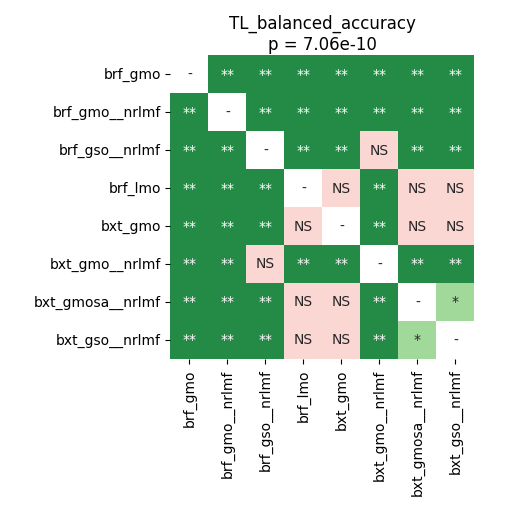 TL_balanced_accuracy
p = 7.06e-10
brf_gmo - ** ** ** ** ** ** **
brf_gmo__nrlmf ** - ** ** ** ** ** **
brf_gso__nrlmf ** ** - ** ** NS ** **
brf_lmo ** ** ** - NS ** NS NS
bxt_gmo ** ** ** NS - ** NS NS
bxt_gmo__nrlmf ** ** NS ** ** - ** **
bxt_gmosa__nrlmf ** ** ** NS NS ** - *
bxt_gso__nrlmf ** ** ** NS NS ** * -
brf_gmo
brf_gmo__nrlmf
brf_gso__nrlmf
brf_lmo
bxt_gmo
bxt_gmo__nrlmf
bxt_gmosa__nrlmf
bxt_gso__nrlmf